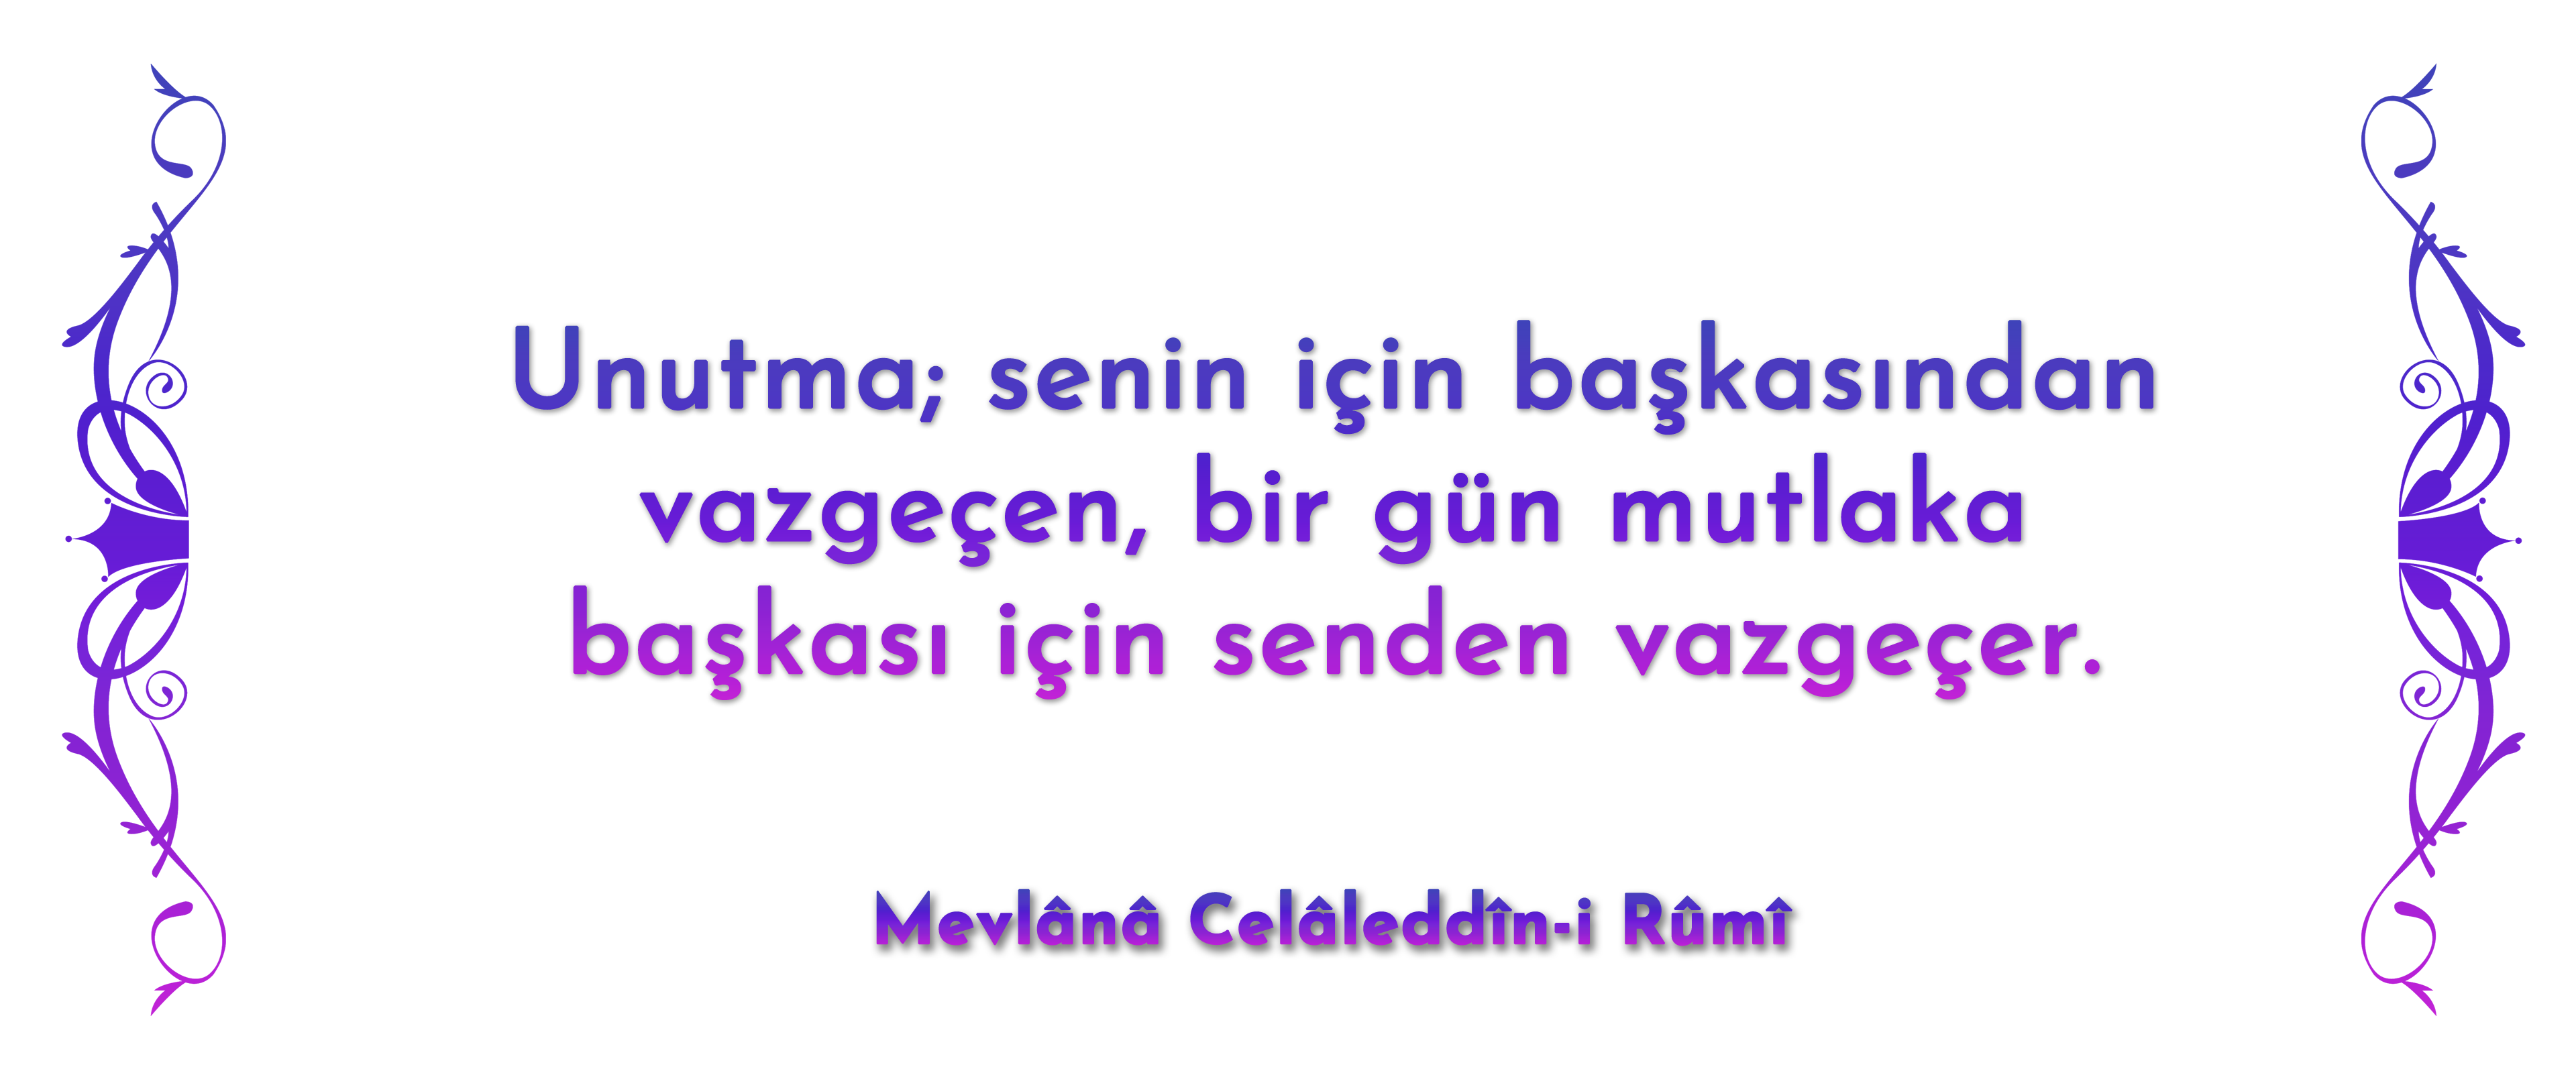 Unutma; senin için başkasından
vazgeçen, bir gün mutlaka
başkası için senden vazgeçer.
Mevlânâ Celâleddîn-i Rûmî